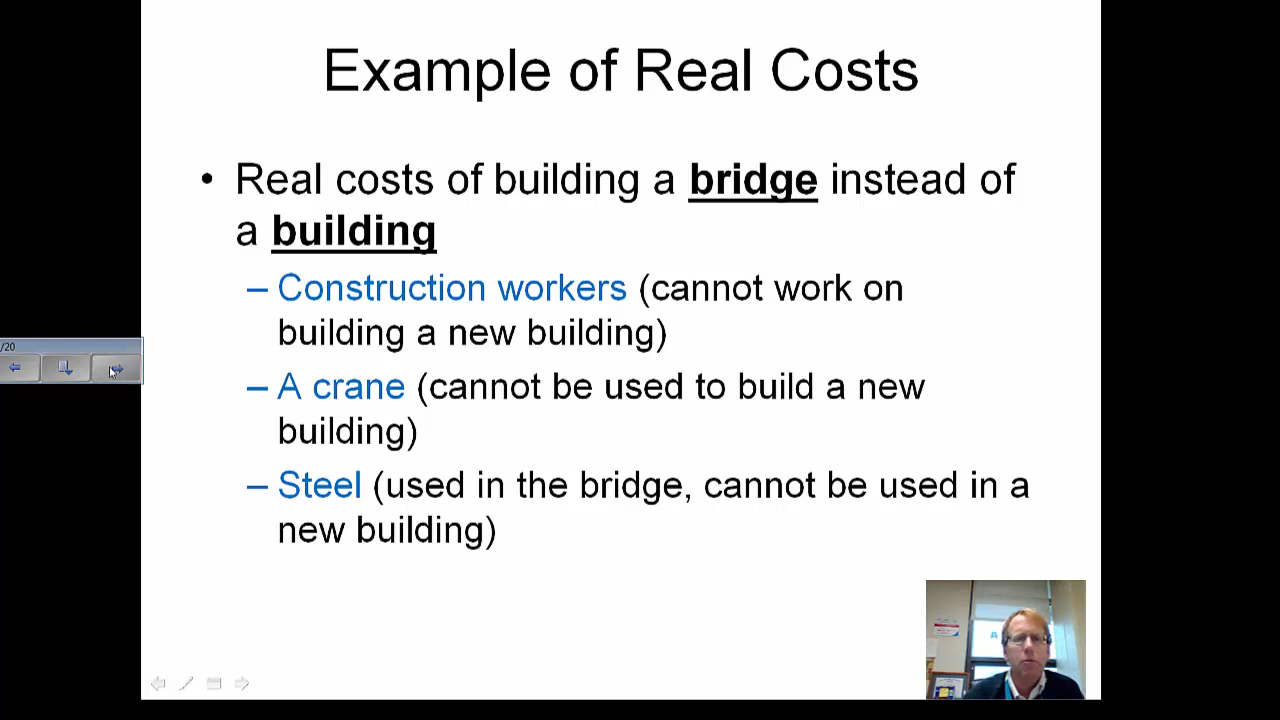 Example of Real Costs
• Real costs of building a bridge instead of
a building
– Construction workers (cannot work on
building a new building)
– A crane (cannot be used to build a new
building)
– Steel (used in the bridge, cannot be used in a
new building)
/20